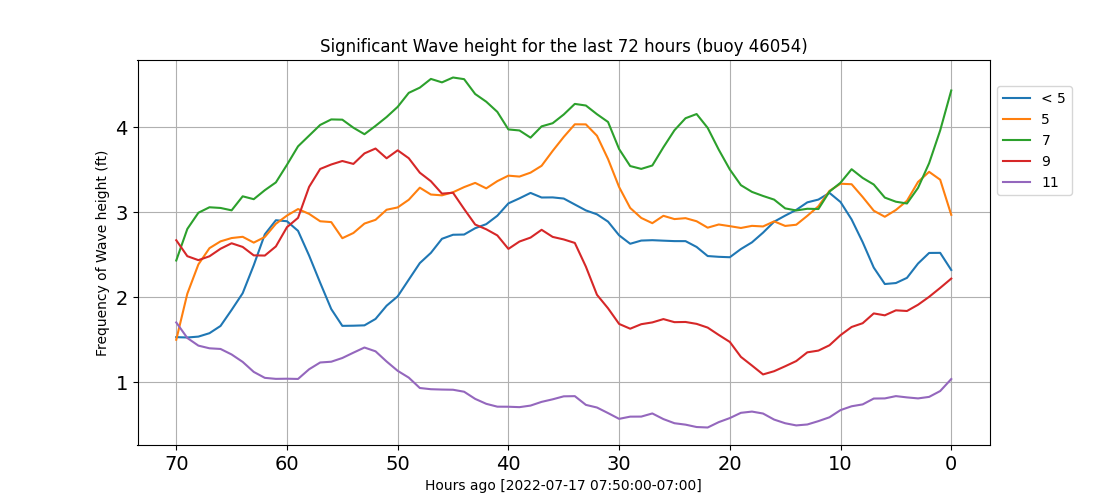 Significant Wave height for the last 72 hours (buoy 46054)
Frequency of Wave height (ft)
4
3
2
1
70 60 50 40 30 20 10 0
Hours ago [2022-07-17 07:50:00-07:00]
< 5
5
7
9
11